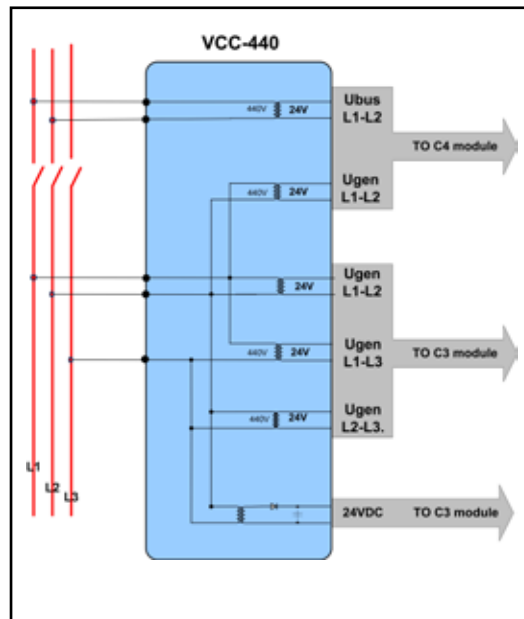 VCC-440
440V 24V
Ubus
L1-L2
TO C4 module
440V 24V
Ugen
L1-L2
24V
Ugen
L1-L2
440V 24V
Ugen
L1-L3
TO C3 module
440V 24V
Ugen
L2-L3.
L1
L2
L3
24VDC
TO C3 module